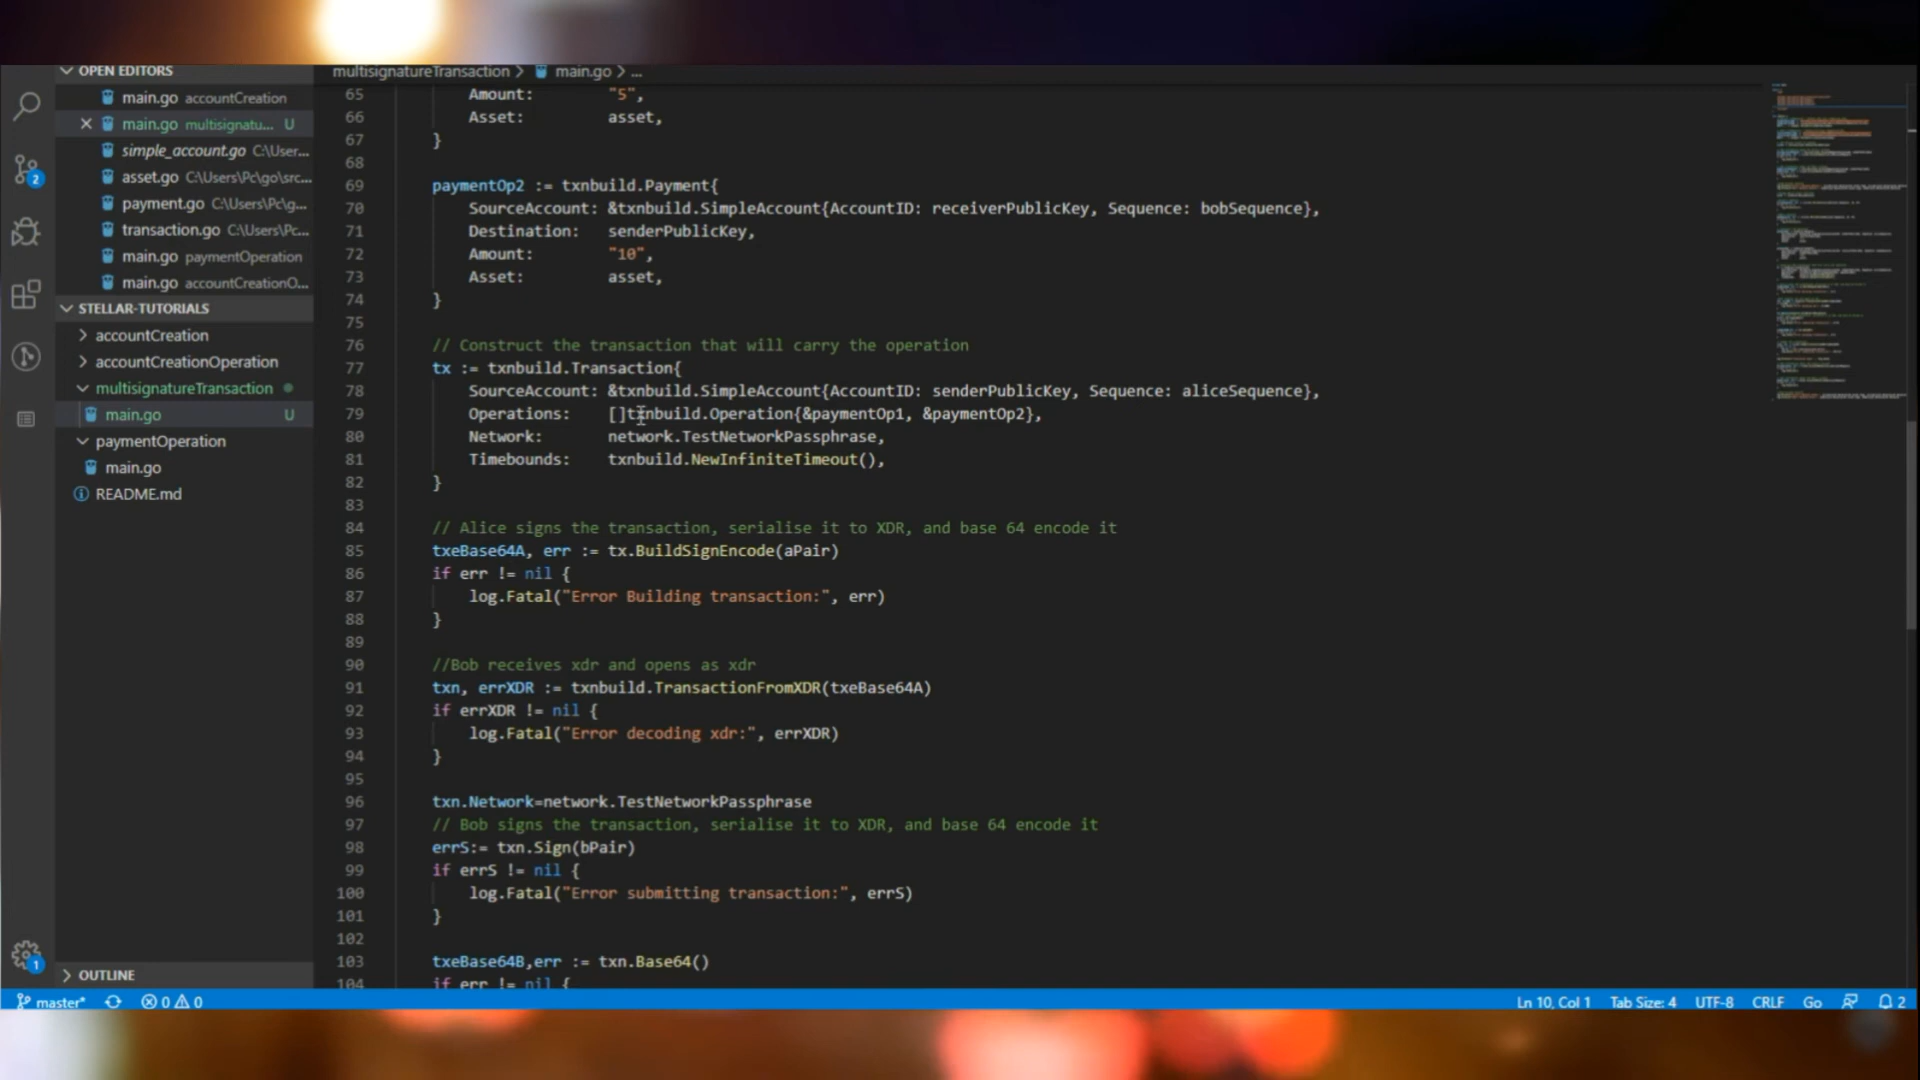 OPEN EDITORS
main.go accountCreation
main.go multisignatu... U
simple_account.go C:\User...
asset.go C:\Users\Pc\go\src...
payment.go C:\Users\Pc\g...
transaction.go C:\Users\Pc...
main.go paymentOperation
main.go accountCreationO...
STELLAR-TUTORIALS
accountCreation
accountCreationOperation
multisignatureTransaction
main.go U
paymentOperation
main.go
README.md
OUTLINE
2
1
multisignatureTransaction > main.go > ...
65 Amount: "5",
66 Asset: asset,
67 }
68
69 paymentOp2 := txnbuild.Payment{
70 SourceAccount: &txnbuild.SimpleAccount{AccountID: receiverPublicKey, Sequence: bobSequence},
71 Destination: senderPublicKey,
72 Amount: "10",
73 Asset: asset,
74 }
75
76 // Construct the transaction that will carry the operation
77 tx := txnbuild.Transaction{
78 SourceAccount: &txnbuild.SimpleAccount{AccountID: senderPublicKey, Sequence: aliceSequence},
79 Operations: []txnbuild.Operation{&paymentOp1, &paymentOp2},
80 Network: network.TestNetworkPassphrase,
81 Timebounds: txnbuild.NewInfiniteTimeout(),
82 }
83
84 // Alice signs the transaction, serialise it to XDR, and base 64 encode it
85 txeBase64A, err := tx.BuildSignEncode(aPair)
86 if err != nil {
87 log.Fatal("Error Building transaction:", err)
88 }
89
90 //Bob receives xdr and opens as xdr
91 txn, errXDR := txnbuild.TransactionFromXDR(txeBase64A)
92 if errXDR != nil {
93 log.Fatal("Error decoding xdr:", errXDR)
94 }
95
96 txn.Network=network.TestNetworkPassphrase
97 // Bob signs the transaction, serialise it to XDR, and base 64 encode it
98 errS:= txn.Sign(bPair)
99 if errS != nil {
100 log.Fatal("Error submitting transaction:", errS)
101 }
102
103 txeBase64B,err := txn.Base64()
104 if err != nil {
master* 0 0 Ln 10, Col 1 Tab Size: 4 UTF-8 CRLF Go 2